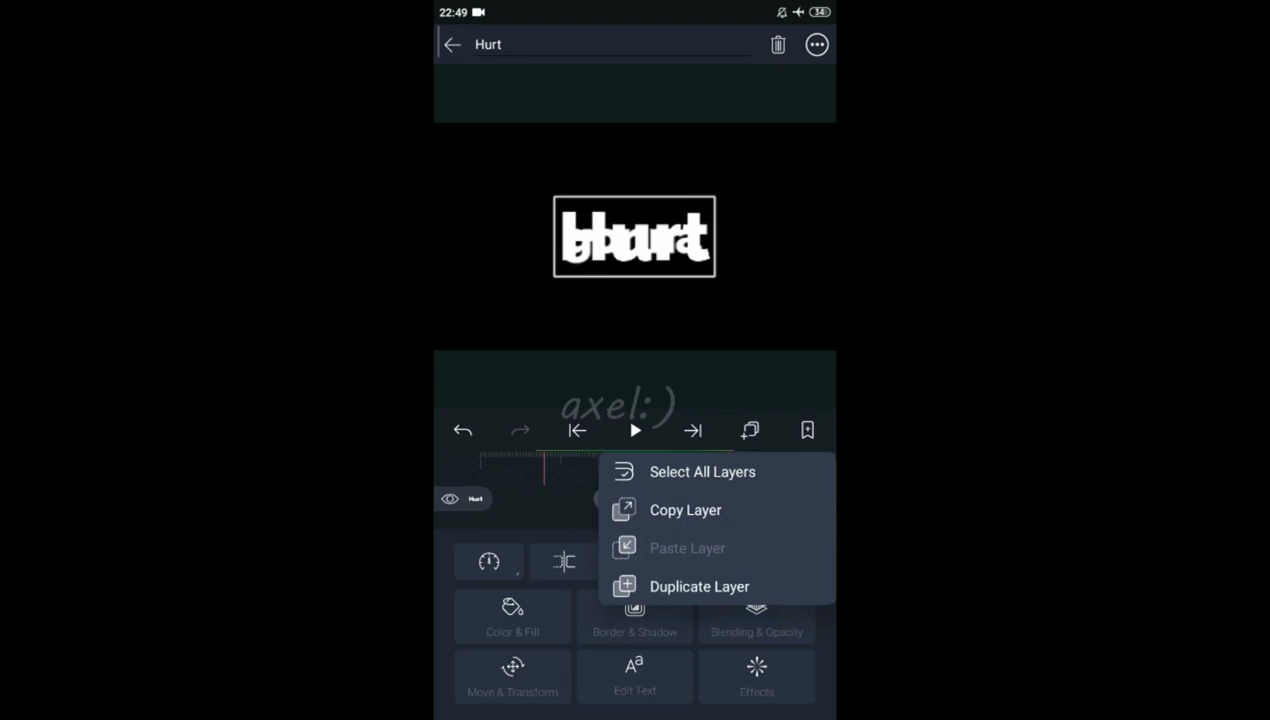 22:49
34
Hurt
axel:)
Select All Layers
Copy Layer
Hurt
Paste Layer
Duplicate Layer
Color & Fill
Border & Shadow
Blending & Opacity
Move & Transform
Edit Text
Effects